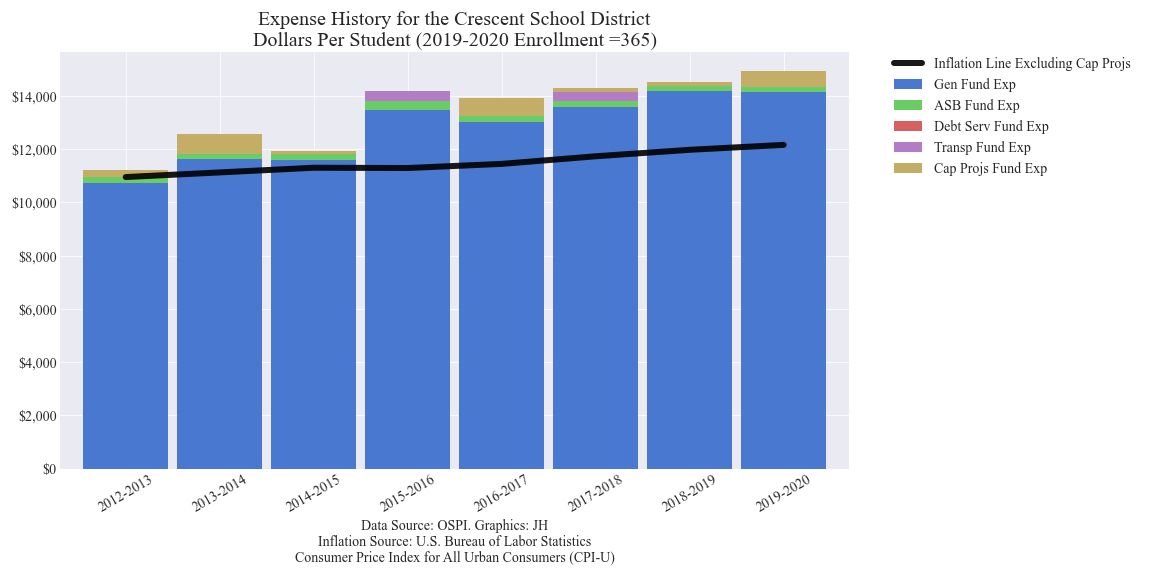 Expense History for the Crescent School District
Dollars Per Student (2019-2020 Enrollment =365)
Inflation Line Excluding Cap Projs
Gen Fund Exp
ASB Fund Exp
Debt Serv Fund Exp
Transp Fund Exp
Cap Projs Fund Exp
$14,000
$12,000
$10,000
$8,000
$6,000
$4,000
$2,000
$0
2012-2013
2013-2014
2014-2015
2015-2016
2016-2017
2017-2018
2018-2019
2019-2020
Data Source: OSPI. Graphics: JH
Inflation Source: U.S. Bureau of Labor Statistics
Consumer Price Index for All Urban Consumers (CPI-U)